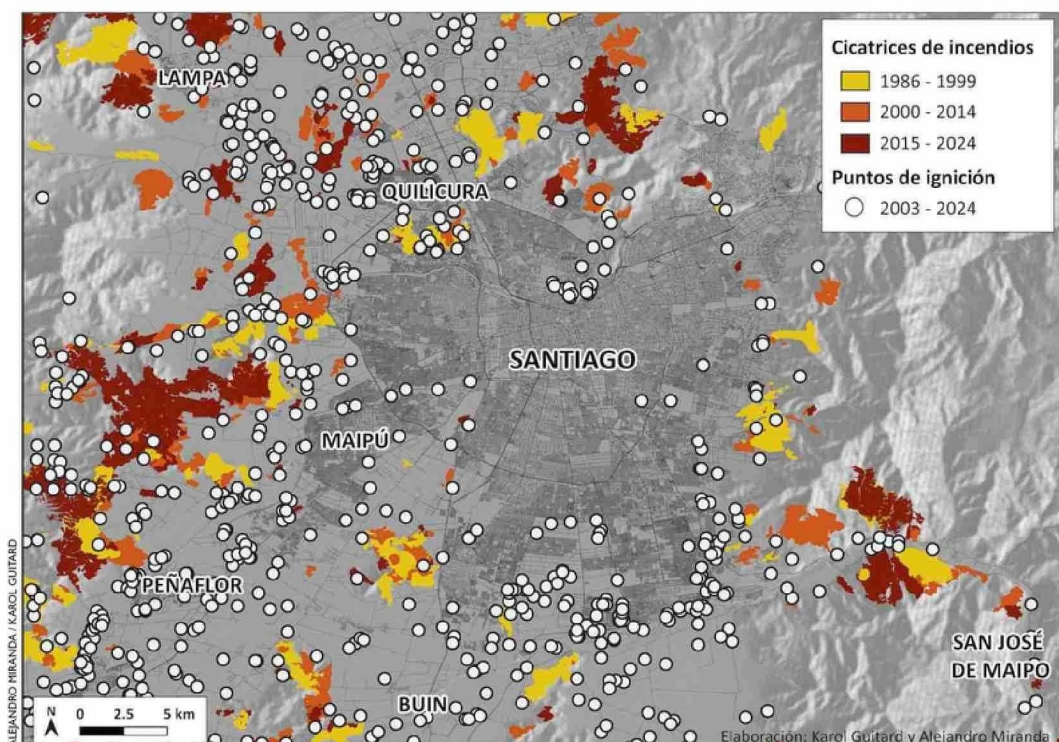 Cicatrices de incendios
1986 - 1999
2000 - 2014
2015 - 2024
Puntos de ignición
2003 - 2024
LAMPA
QUILICURA
SANTIAGO
MAIPÚ
PEÑAFLOR
BUIN
SAN JOSÉ
DE MAIPO
N
0 2.5 5 km
ALEJANDRO MIRANDA / KAROL GUITARD
Elaboración: Karol Guitard y Alejandro Miranda